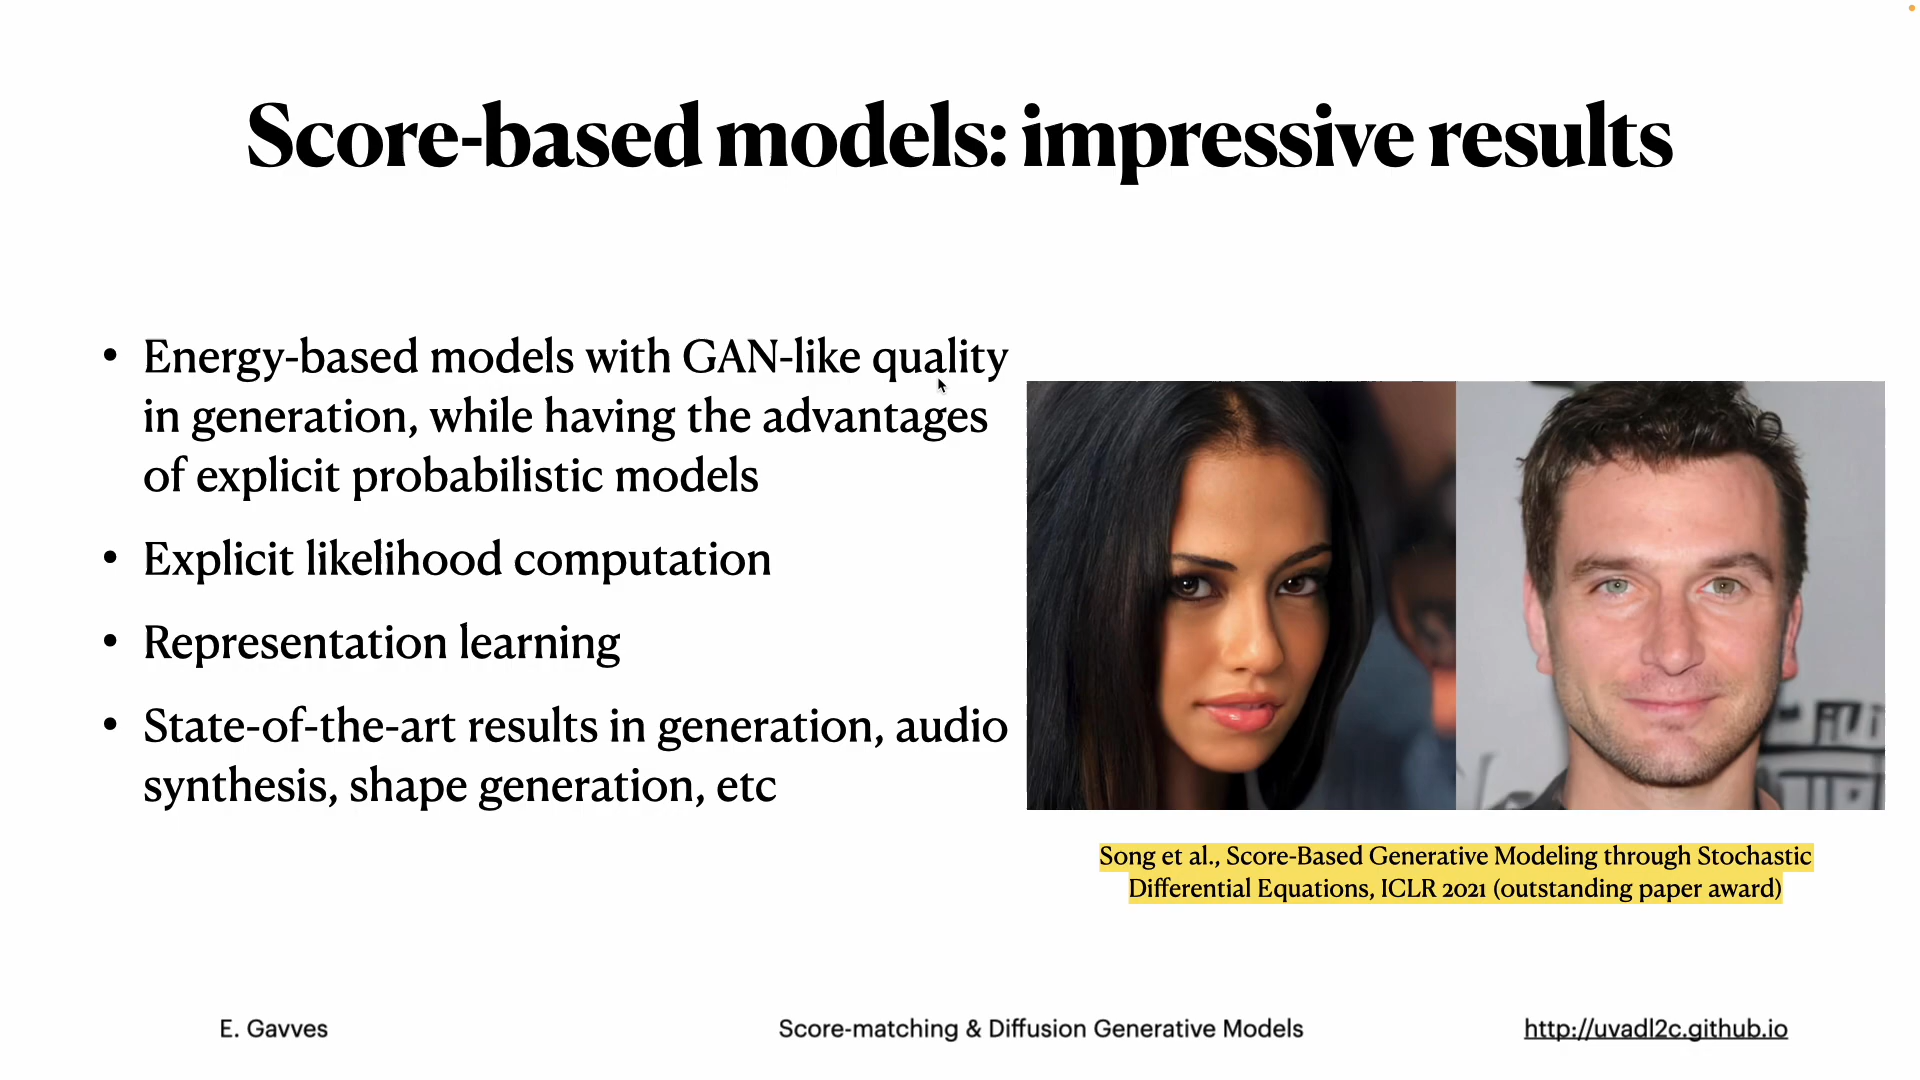 Score-based models: impressive results
• Energy-based models with GAN-like quality
in generation, while having the advantages
of explicit probabilistic models
• Explicit likelihood computation
• Representation learning
• State-of-the-art results in generation, audio
synthesis, shape generation, etc
Song et al., Score-Based Generative Modeling through Stochastic
Differential Equations, ICLR 2021 (outstanding paper award)
E. Gavves
Score-matching & Diffusion Generative Models
http://uvadl2c.github.io